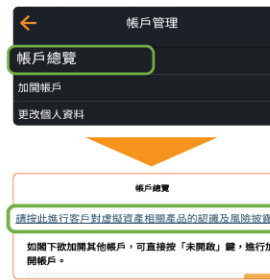 帳戶管理
帳戶總覽
加開帳戶
更改個人資料
帳戶總覽
請按此進行客戶對虛擬資產相關產品的認識及風險披露
如閣下欲加開其他帳戶，可直接按「未開啟」鍵，進行加
開帳戶。